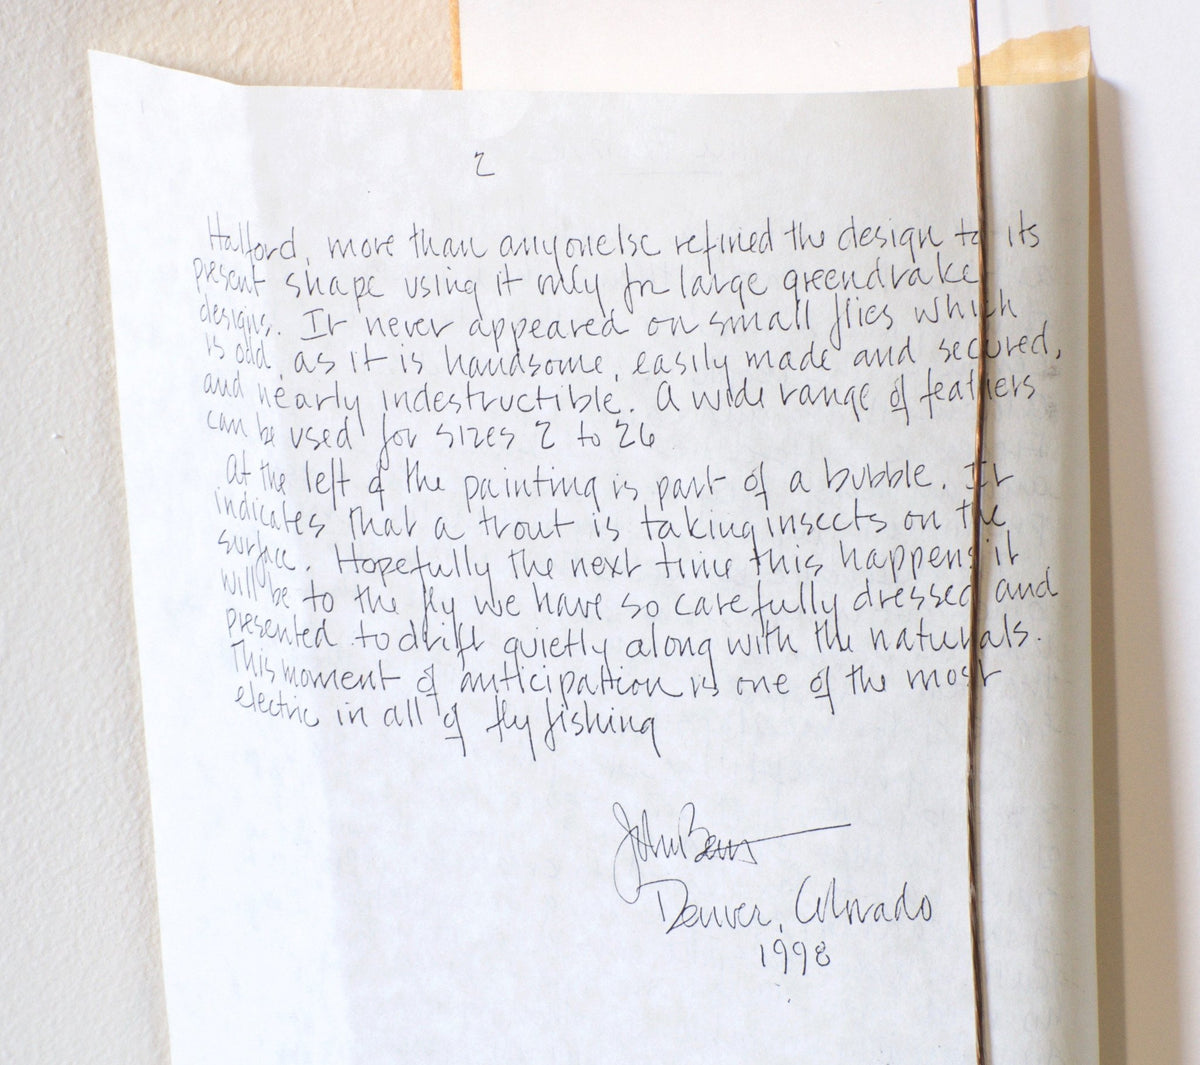 2
Halford, more than anyonelse refined the design to its
present shape using it only for large greendrake
designs. It never appeared on small flies which
is odd, as it is handsome, easily made and secured,
and nearly indestructible. A wide range of feathers
can be used for sizes 2 to 26
At the left of the painting is part of a bubble. It
indicates that a trout is taking insects on the
surface. Hopefully the next time this happens it
will be to the fly we have so carefully dressed and
presented to drift quietly along with the naturals.
This moment of anticipation is one of the most
electric in all of fly fishing
John
Denver, Colorado
1998